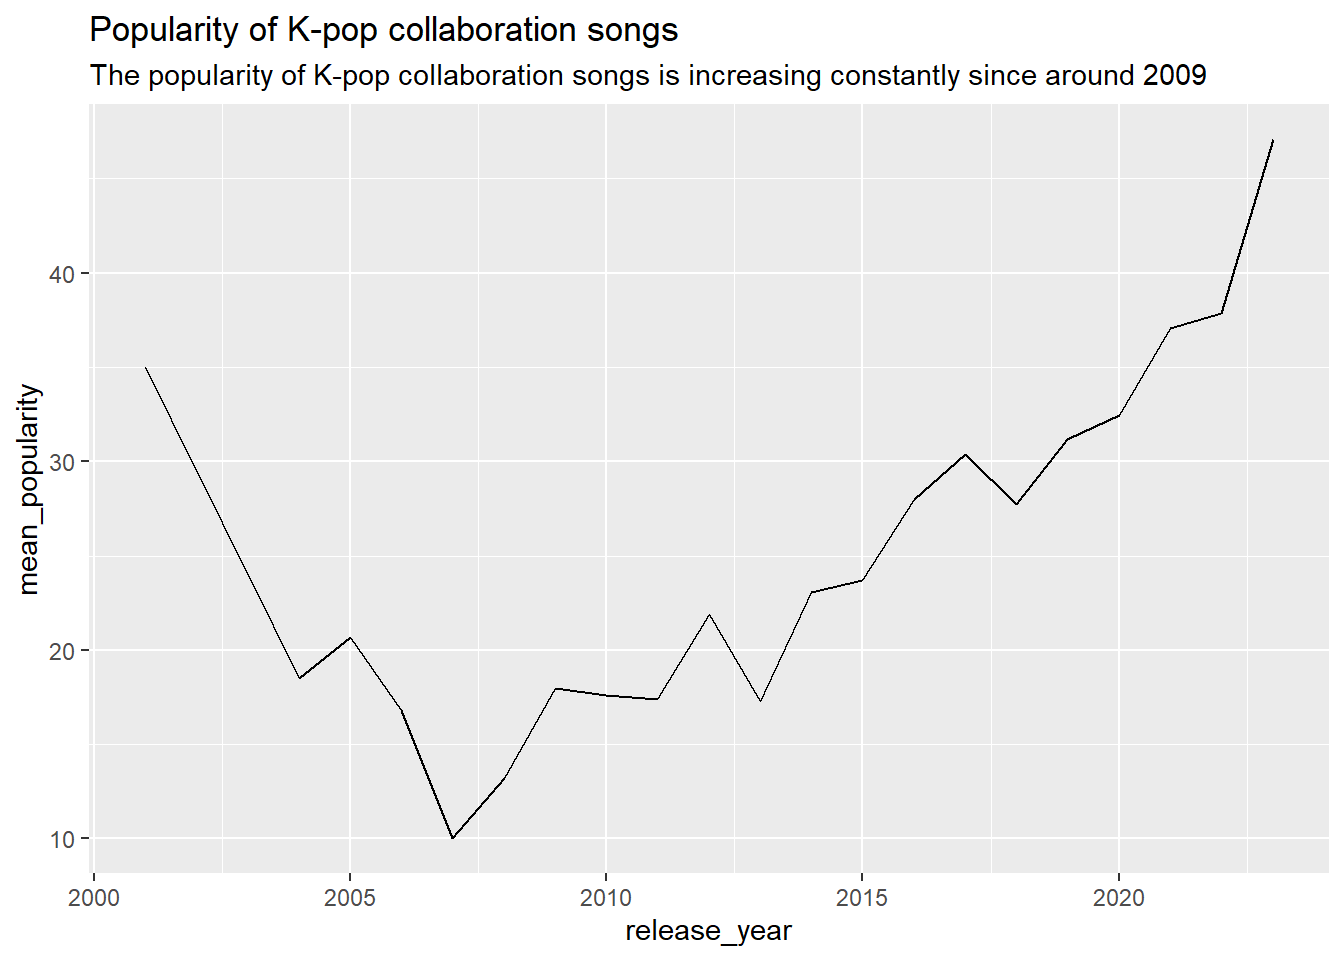 Popularity of K-pop collaboration songs
The popularity of K-pop collaboration songs is increasing constantly since around 2009
mean_popularity
40
30
20
10
2000 2005 2010 2015 2020
release_year